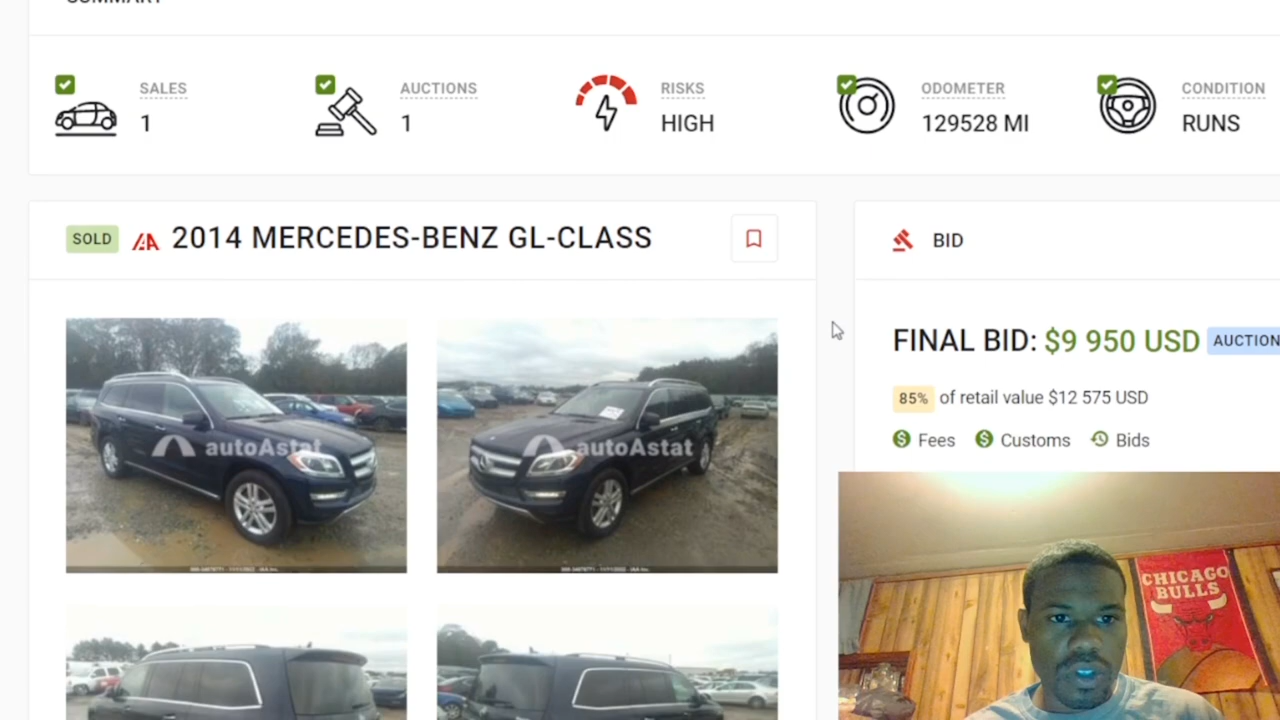 SUMMARY
SALES
1
AUCTIONS
1
RISKS
HIGH
ODOMETER
129528 MI
CONDITION
RUNS
SOLD
2014 MERCEDES-BENZ GL-CLASS
BID
FINAL BID: $9 950 USD AUCTION
85% of retail value $12 575 USD
Fees Customs Bids
autoAstat
autoAstat
CHICAGO
BULLS